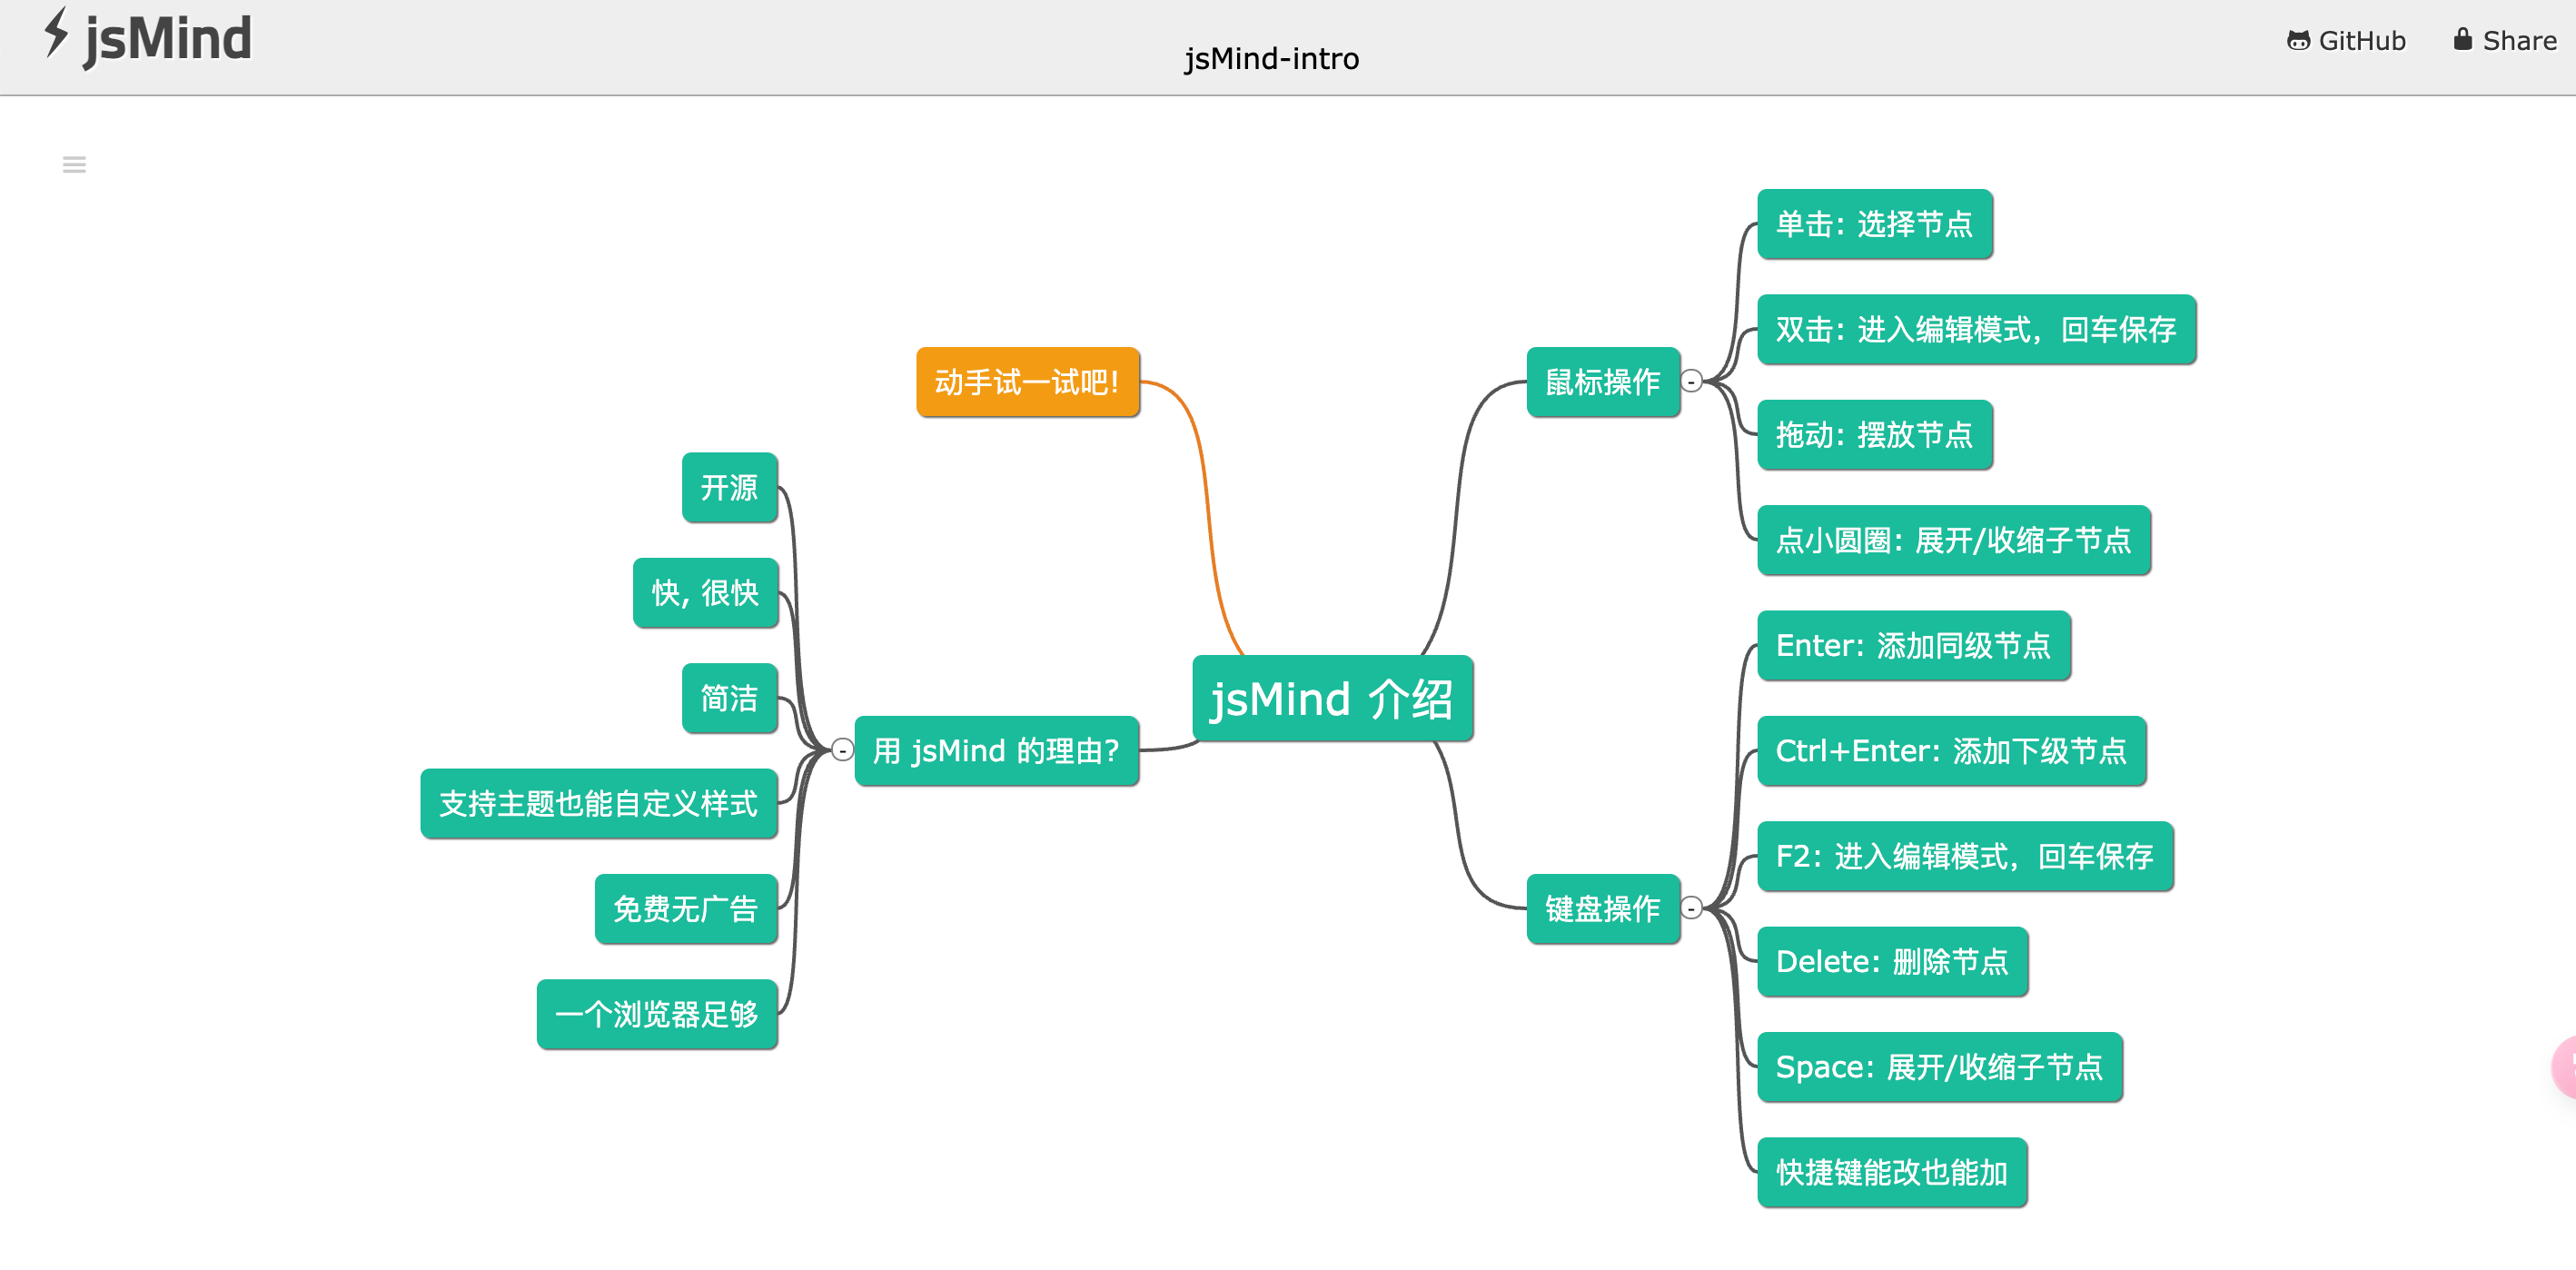 jsMind
jsMind-intro
GitHub
Share
动手试一试吧!
开源
快, 很快
简洁
支持主题也能自定义样式
免费无广告
一个浏览器足够
用 jsMind 的理由?
jsMind 介绍
鼠标操作
单击: 选择节点
双击: 进入编辑模式，回车保存
拖动: 摆放节点
点小圆圈: 展开/收缩子节点
键盘操作
Enter: 添加同级节点
Ctrl+Enter: 添加下级节点
F2: 进入编辑模式，回车保存
Delete: 删除节点
Space: 展开/收缩子节点
快捷键能改也能加